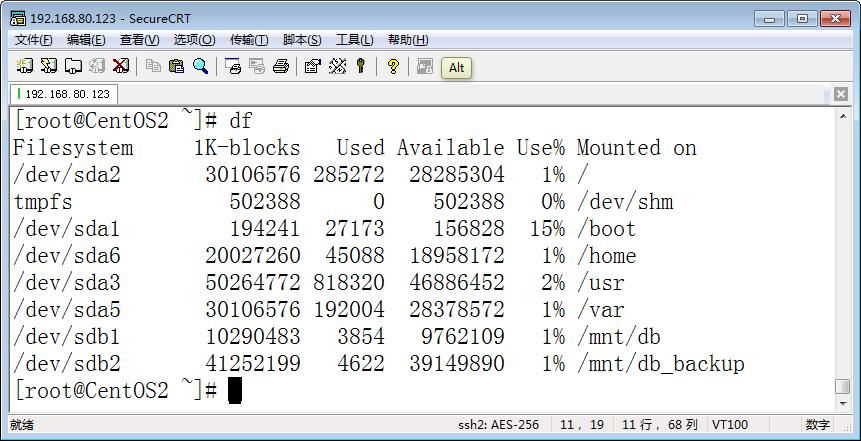 192.168.80.123 - SecureCRT
文件(F) 编辑(E) 查看(V) 选项(O) 传输(T) 脚本(S) 工具(L) 帮助(H)
Alt
192.168.80.123
[root@CentOS2 ~]# df
Filesystem 1K-blocks Used Available Use% Mounted on
/dev/sda2 30106576 285272 28285304 1% /
tmpfs 502388 0 502388 0% /dev/shm
/dev/sda1 194241 27173 156828 15% /boot
/dev/sda6 20027260 45088 18958172 1% /home
/dev/sda3 50264772 818320 46886452 2% /usr
/dev/sda5 30106576 192004 28378572 1% /var
/dev/sdb1 10290483 3854 9762109 1% /mnt/db
/dev/sdb2 41252199 4622 39149890 1% /mnt/db_backup
[root@CentOS2 ~]#
就绪 ssh2: AES-256 11, 19 11 行, 68 列 VT100 数字